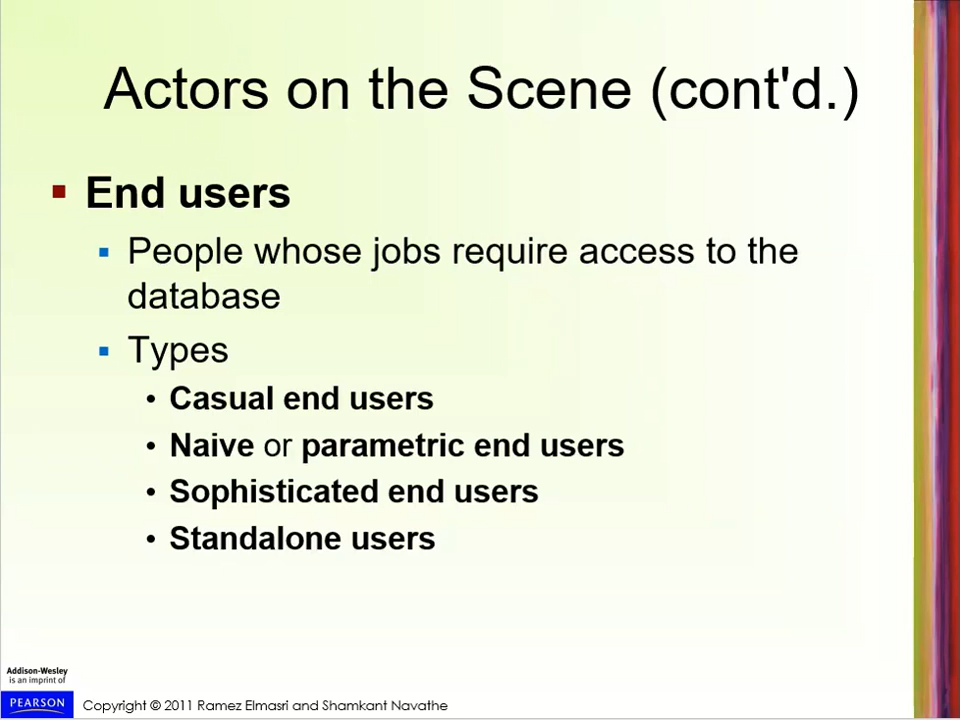 Actors on the Scene (cont'd.)
▪ End users
▪ People whose jobs require access to the
database
▪ Types
• Casual end users
• Naive or parametric end users
• Sophisticated end users
• Standalone users
Addison-Wesley
is an imprint of
PEARSON
Copyright © 2011 Ramez Elmasri and Shamkant Navathe